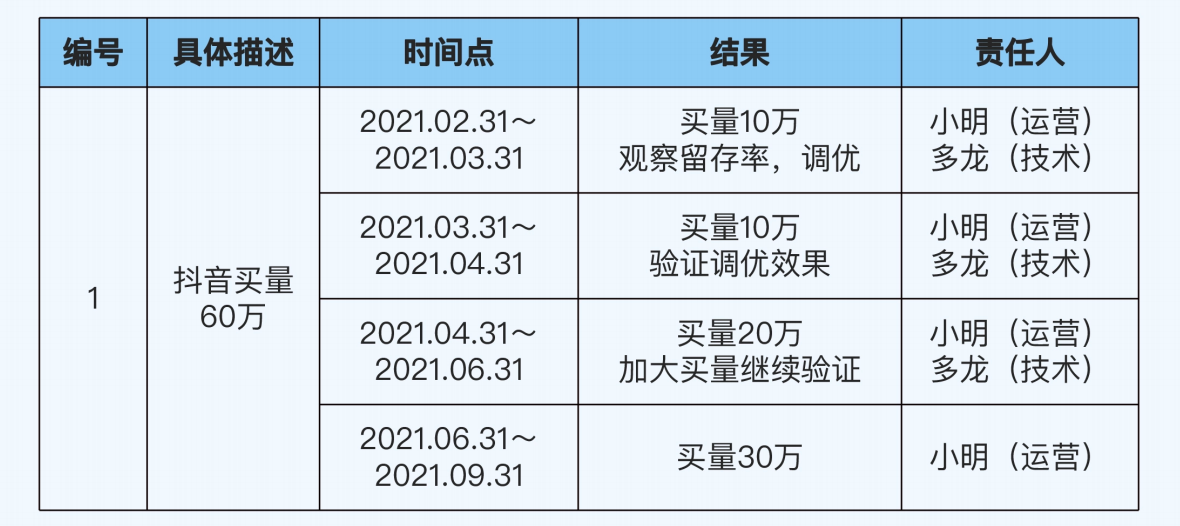 编号 具体描述 时间点 结果 责任人
1
抖音买量
60万
2021.02.31～
2021.03.31
买量10万
观察留存率，调优
小明（运营）
多龙（技术）
2021.03.31～
2021.04.31
买量10万
验证调优效果
小明（运营）
多龙（技术）
2021.04.31～
2021.06.31
买量20万
加大买量继续验证
小明（运营）
多龙（技术）
2021.06.31～
2021.09.31
买量30万
小明（运营）